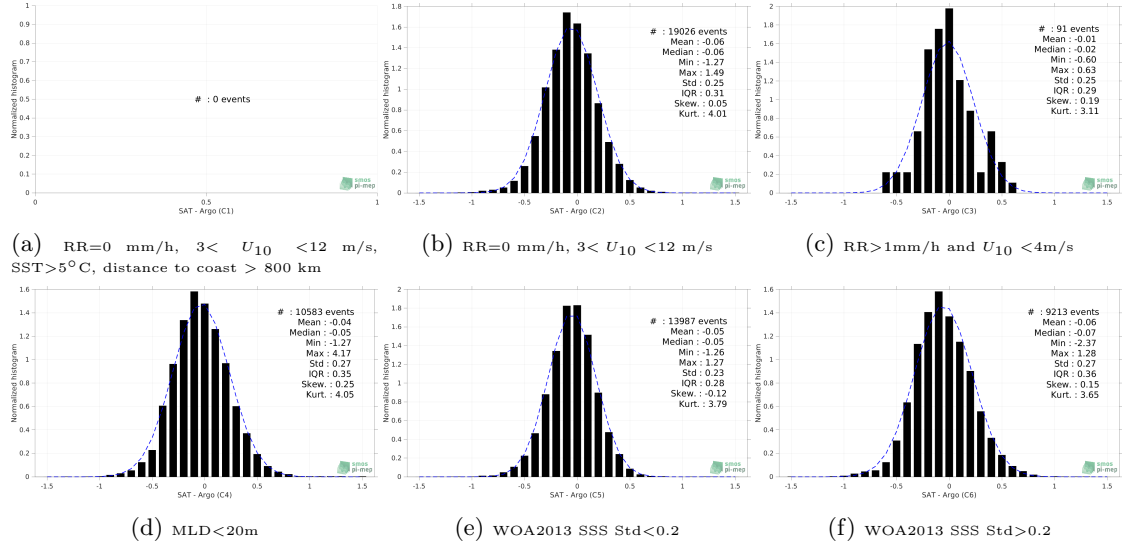 1
0.9
0.8
0.7
0.6
0.5
0.4
0.3
0.2
0.1
0
Normalized histogram
# : 0 events
smos
pi-mep
0 0.5 1
SAT - Argo (C1)
(a) RR=0 mm/h, 3< U10 <12 m/s,
SST>5°C, distance to coast > 800 km
1.8
1.6
1.4
1.2
1
0.8
0.6
0.4
0.2
0
Normalized histogram
# : 19026 events
Mean : -0.06
Median : -0.06
Min : -1.27
Max : 1.49
Std : 0.25
IQR : 0.31
Skew. : 0.05
Kurt. : 4.01
smos
pi-mep
-1.5 -1 -0.5 0 0.5 1 1.5
SAT - Argo (C2)
(b) RR=0 mm/h, 3< U10 <12 m/s
2
1.8
1.6
1.4
1.2
1
0.8
0.6
0.4
0.2
0
Normalized histogram
# : 91 events
Mean : -0.01
Median : -0.02
Min : -0.60
Max : 0.63
Std : 0.25
IQR : 0.29
Skew. : 0.19
Kurt. : 3.11
smos
pi-mep
-1.5 -1 -0.5 0 0.5 1 1.5
SAT - Argo (C3)
(c) RR>1mm/h and U10 <4m/s
1.6
1.4
1.2
1
0.8
0.6
0.4
0.2
0
Normalized histogram
# : 10583 events
Mean : -0.04
Median : -0.05
Min : -1.27
Max : 4.17
Std : 0.27
IQR : 0.35
Skew. : 0.25
Kurt. : 4.05
smos
pi-mep
-1.5 -1 -0.5 0 0.5 1 1.5
SAT - Argo (C4)
(d) MLD<20m
2
1.8
1.6
1.4
1.2
1
0.8
0.6
0.4
0.2
0
Normalized histogram
# : 13987 events
Mean : -0.05
Median : -0.05
Min : -1.26
Max : 1.27
Std : 0.23
IQR : 0.28
Skew. : -0.12
Kurt. : 3.79
smos
pi-mep
-1.5 -1 -0.5 0 0.5 1 1.5
SAT - Argo (C5)
(e) WOA2013 SSS Std<0.2
1.6
1.4
1.2
1
0.8
0.6
0.4
0.2
0
Normalized histogram
# : 9213 events
Mean : -0.06
Median : -0.07
Min : -2.37
Max : 1.28
Std : 0.27
IQR : 0.36
Skew. : 0.15
Kurt. : 3.65
smos
pi-mep
-1.5 -1 -0.5 0 0.5 1 1.5
SAT - Argo (C6)
(f) WOA2013 SSS Std>0.2